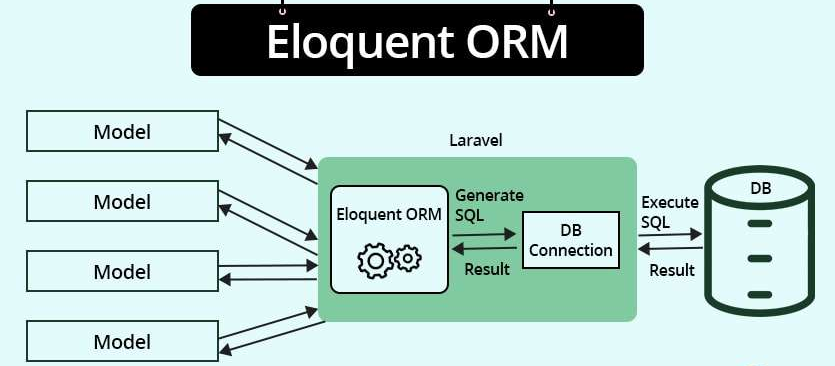 Eloquent ORM
Model
Model
Model
Model
Laravel
Eloquent ORM
Generate
SQL
Result
DB
Connection
Execute
SQL
Result
DB